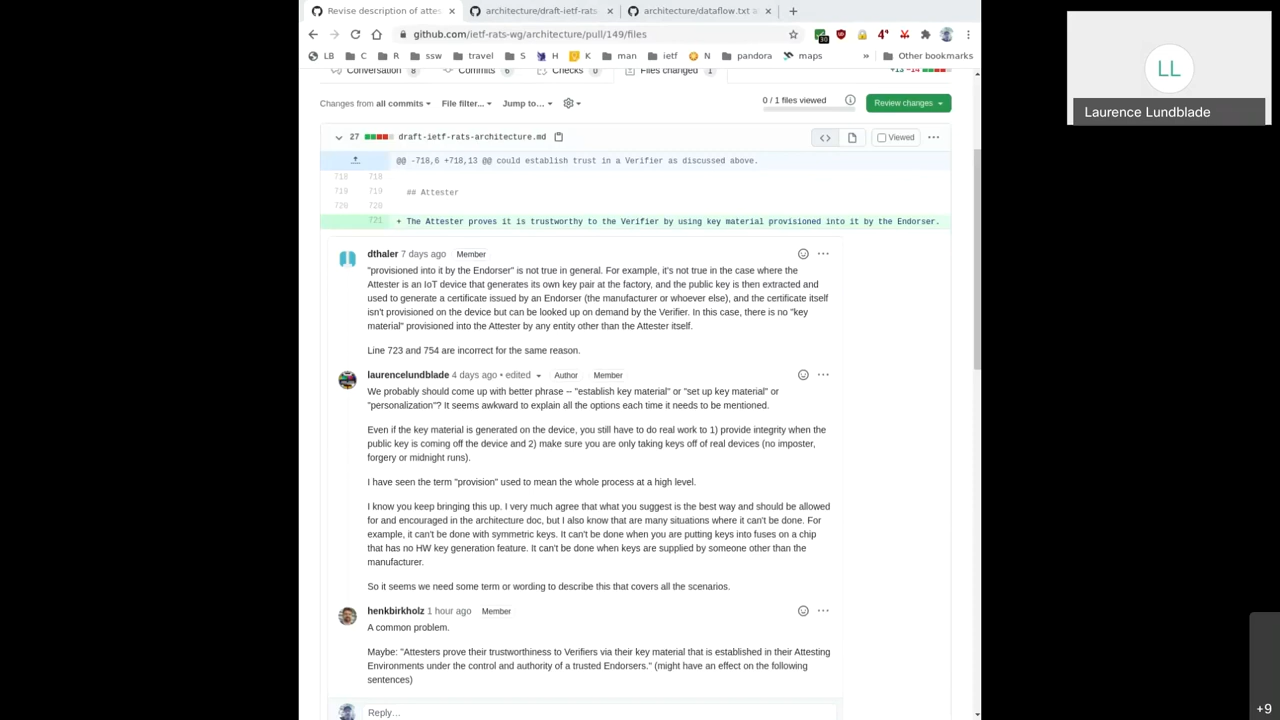 Revise description of attes
architecture/draft-ietf-rats-
architecture/dataflow.txt a
github.com/ietf-rats-wg/architecture/pull/149/files
LB C R ssw travel S H K man ietf N pandora maps » Other bookmarks
Conversation 8 Commits 6 Checks 0 Files changed 1 +13 −14
Changes from all commits File filter... Jump to... 0 / 1 files viewed Review changes
27 draft-ietf-rats-architecture.md Viewed
@@ -718,6 +718,13 @@ could establish trust in a Verifier as discussed above.
718 718
719 719 ## Attester
720 720
721 + The Attester proves it is trustworthy to the Verifier by using key material provisioned into it by the Endorser.
dthaler 7 days ago Member
"provisioned into it by the Endorser" is not true in general. For example, it's not true in the case where the
Attester is an IoT device that generates its own key pair at the factory, and the public key is then extracted and
used to generate a certificate issued by an Endorser (the manufacturer or whoever else), and the certificate itself
isn't provisioned on the device but can be looked up on demand by the Verifier. In this case, there is no "key
material" provisioned into the Attester by any entity other than the Attester itself.
Line 723 and 754 are incorrect for the same reason.
laurencelundblade 4 days ago • edited Author Member
We probably should come up with better phrase -- "establish key material" or "set up key material" or
"personalization"? It seems awkward to explain all the options each time it needs to be mentioned.
Even if the key material is generated on the device, you still have to do real work to 1) provide integrity when the
public key is coming off the device and 2) make sure you are only taking keys off of real devices (no imposter,
forgery or midnight runs).
I have seen the term "provision" used to mean the whole process at a high level.
I know you keep bringing this up. I very much agree that what you suggest is the best way and should be allowed
for and encouraged in the architecture doc, but I also know that are many situations where it can't be done. For
example, it can't be done with symmetric keys. It can't be done when you are putting keys into fuses on a chip
that has no HW key generation feature. It can't be done when keys are supplied by someone other than the
manufacturer.
So it seems we need some term or wording to describe this that covers all the scenarios.
henkbirkholz 1 hour ago Member
A common problem.
Maybe: "Attesters prove their trustworthiness to Verifiers via their key material that is established in their Attesting
Environments under the control and authority of a trusted Endorsers." (might have an effect on the following
sentences)
Reply…
LL
Laurence Lundblade
+9